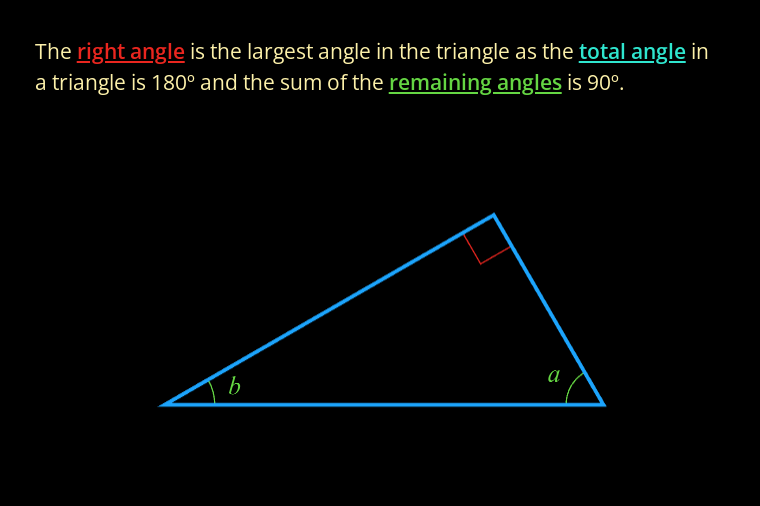 The right angle is the largest angle in the triangle as the total angle in
a triangle is 180º and the sum of the remaining angles is 90º.
b
a